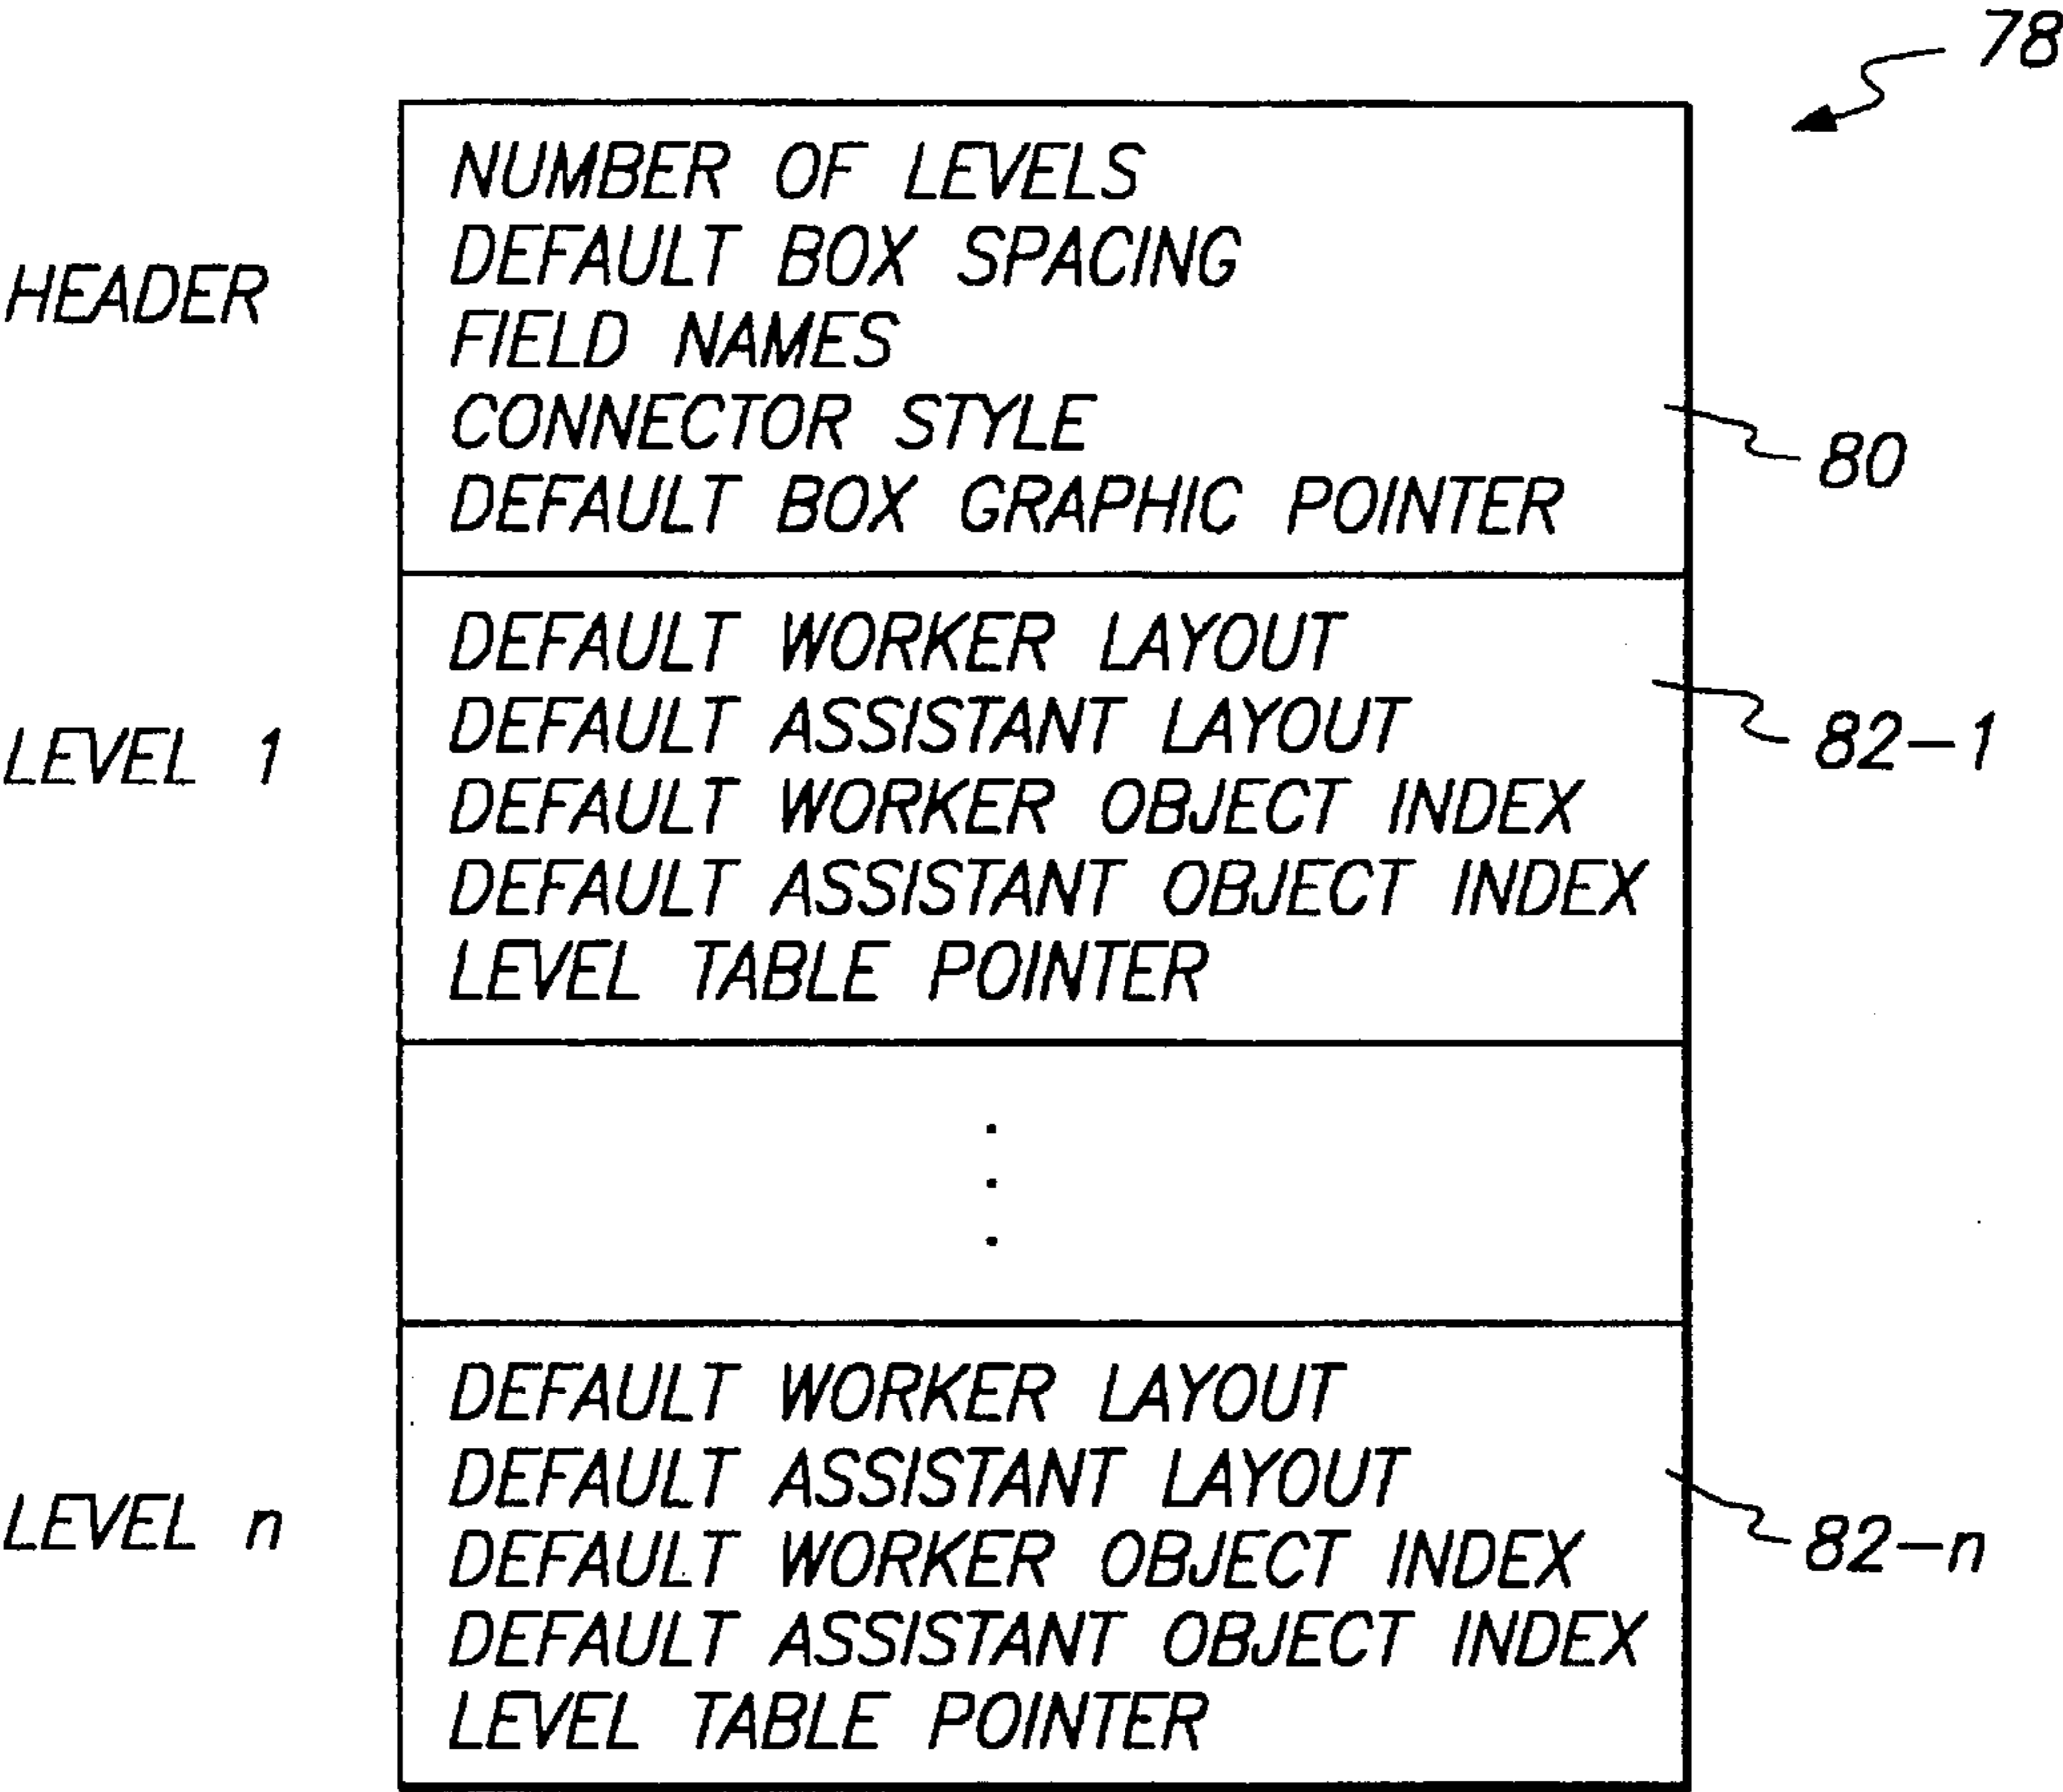 78
HEADER
NUMBER OF LEVELS
DEFAULT BOX SPACING
FIELD NAMES
CONNECTOR STYLE
DEFAULT BOX GRAPHIC POINTER
80
LEVEL 1
DEFAULT WORKER LAYOUT
DEFAULT ASSISTANT LAYOUT
DEFAULT WORKER OBJECT INDEX
DEFAULT ASSISTANT OBJECT INDEX
LEVEL TABLE POINTER
82-1
LEVEL n
DEFAULT WORKER LAYOUT
DEFAULT ASSISTANT LAYOUT
DEFAULT WORKER OBJECT INDEX
DEFAULT ASSISTANT OBJECT INDEX
LEVEL TABLE POINTER
82-n